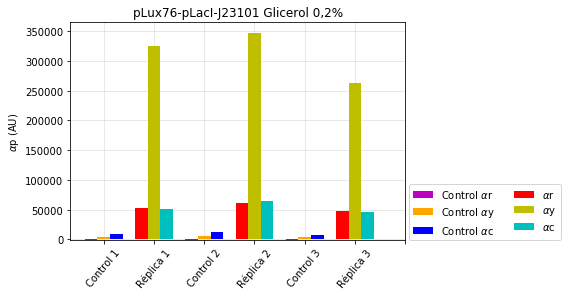 pLux76-pLacI-J23101 Glicerol 0,2%
αp (AU)
350000
300000
250000
200000
150000
100000
50000
0
Control 1
Réplica 1
Control 2
Réplica 2
Control 3
Réplica 3
Control αr
Control αy
Control αc
αr
αy
αc